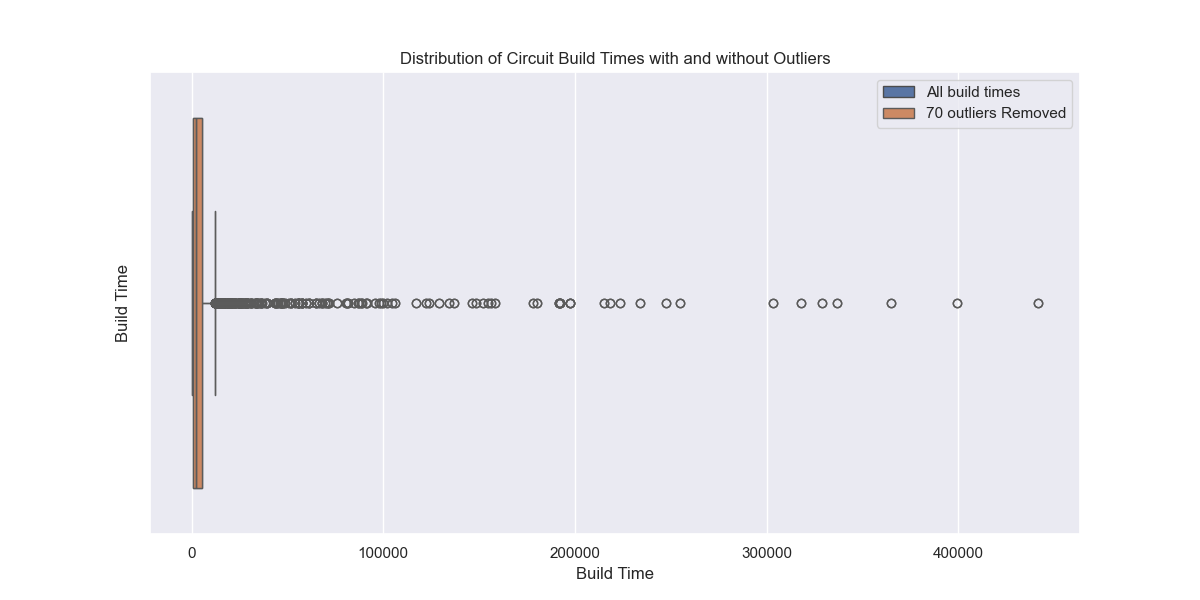 Distribution of Circuit Build Times with and without Outliers
All build times
70 outliers Removed
Build Time
0
100000
200000
300000
400000
Build Time